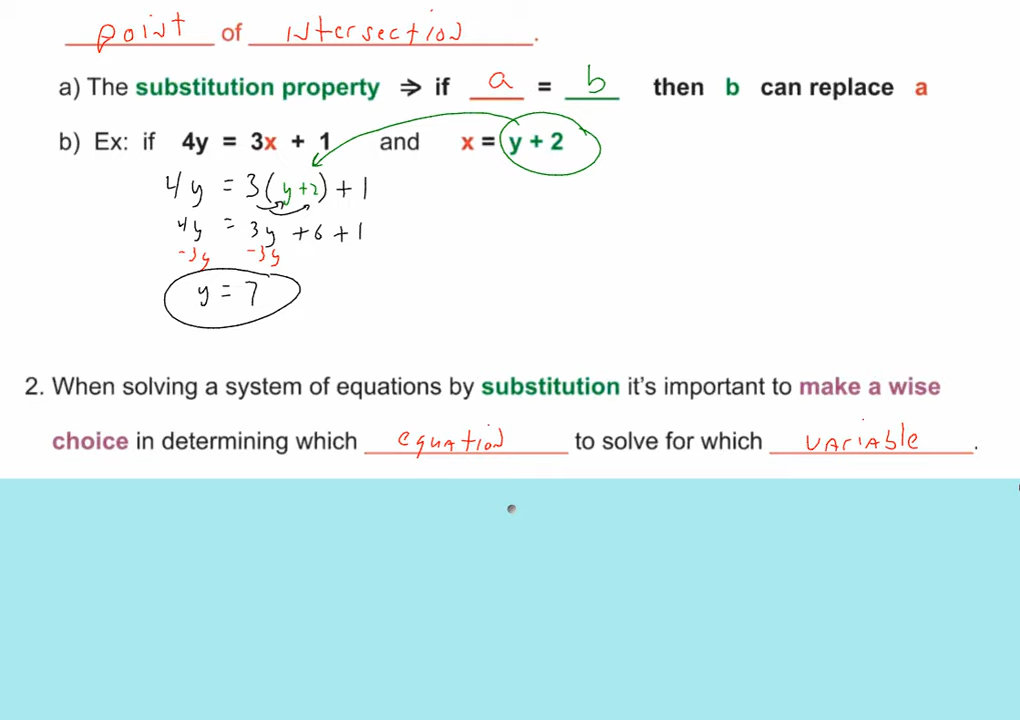 point of intersection.
a) The substitution property ⇒ if a = b then b can replace a
b) Ex: if 4y = 3x + 1 and x = y + 2
4y = 3(y+2) + 1
4y = 3y + 6 + 1
-3y -3y
y = 7
2. When solving a system of equations by substitution it's important to make a wise
choice in determining which equation to solve for which variable.